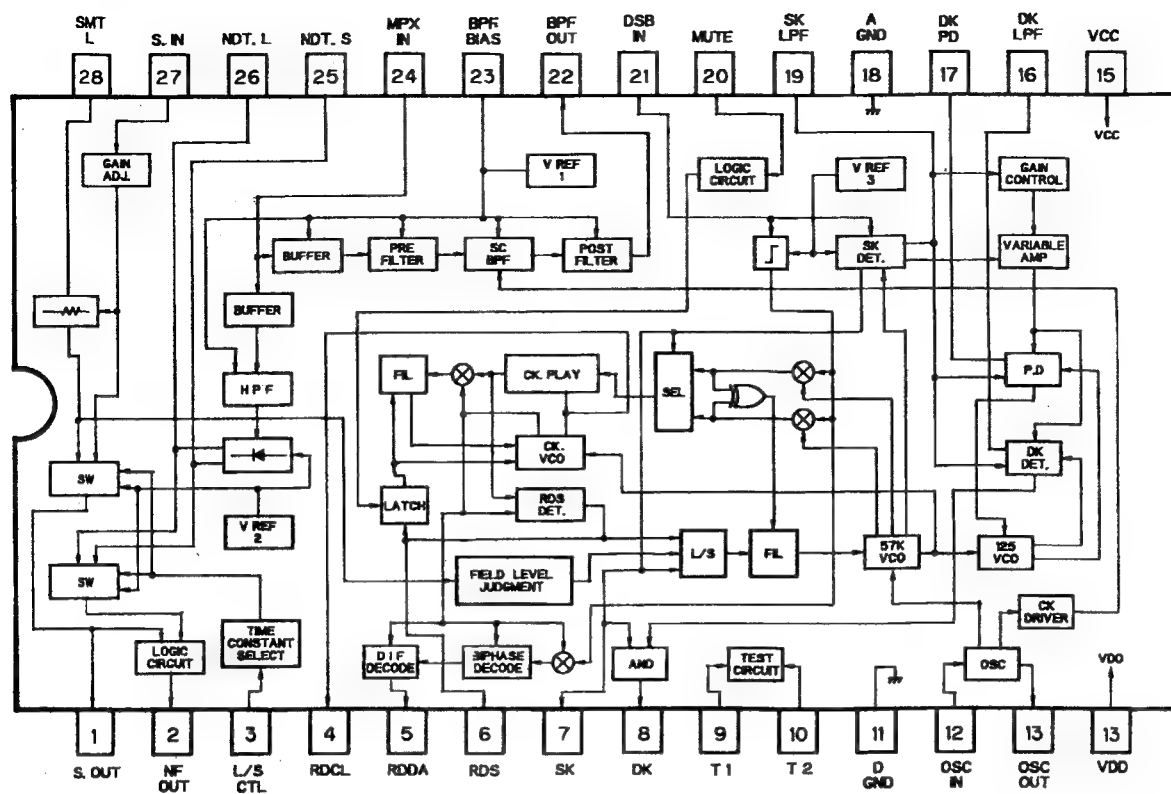 SMT L
S. IN
NDT. L
NDT. S
MPX IN
BPF BIAS
BPF OUT
DSB IN
MUTE
SK LPF
A GND
DK PD
DK LPF
VCC
28
27
26
25
24
23
22
21
20
19
18
17
16
15
VCC
GAIN ADJ.
V REF 1
LOGIC CIRCUIT
V REF 3
GAIN CONTROL
BUFFER
PRE FILTER
SC BPF
POST FILTER
SK DET.
VARIABLE AMP
BUFFER
H P F
FIL
CK. PLAY
SEL
P.D
SW
CK. VCO
DK DET.
V REF 2
LATCH
RDS DET.
L/S
FIL
57K VCO
125 VCO
SW
FIELD LEVEL JUDGMENT
CK DRIVER
LOGIC CIRCUIT
TIME CONSTANT SELECT
DIF DECODE
BIPHASE DECODE
AND
TEST CIRCUIT
OSC
VDD
1
2
3
4
5
6
7
8
9
10
11
12
13
13
S. OUT
NF OUT
L/S CTL
RDCL
RDDA
RDS
SK
DK
T 1
T 2
D GND
OSC IN
OSC OUT
VDD